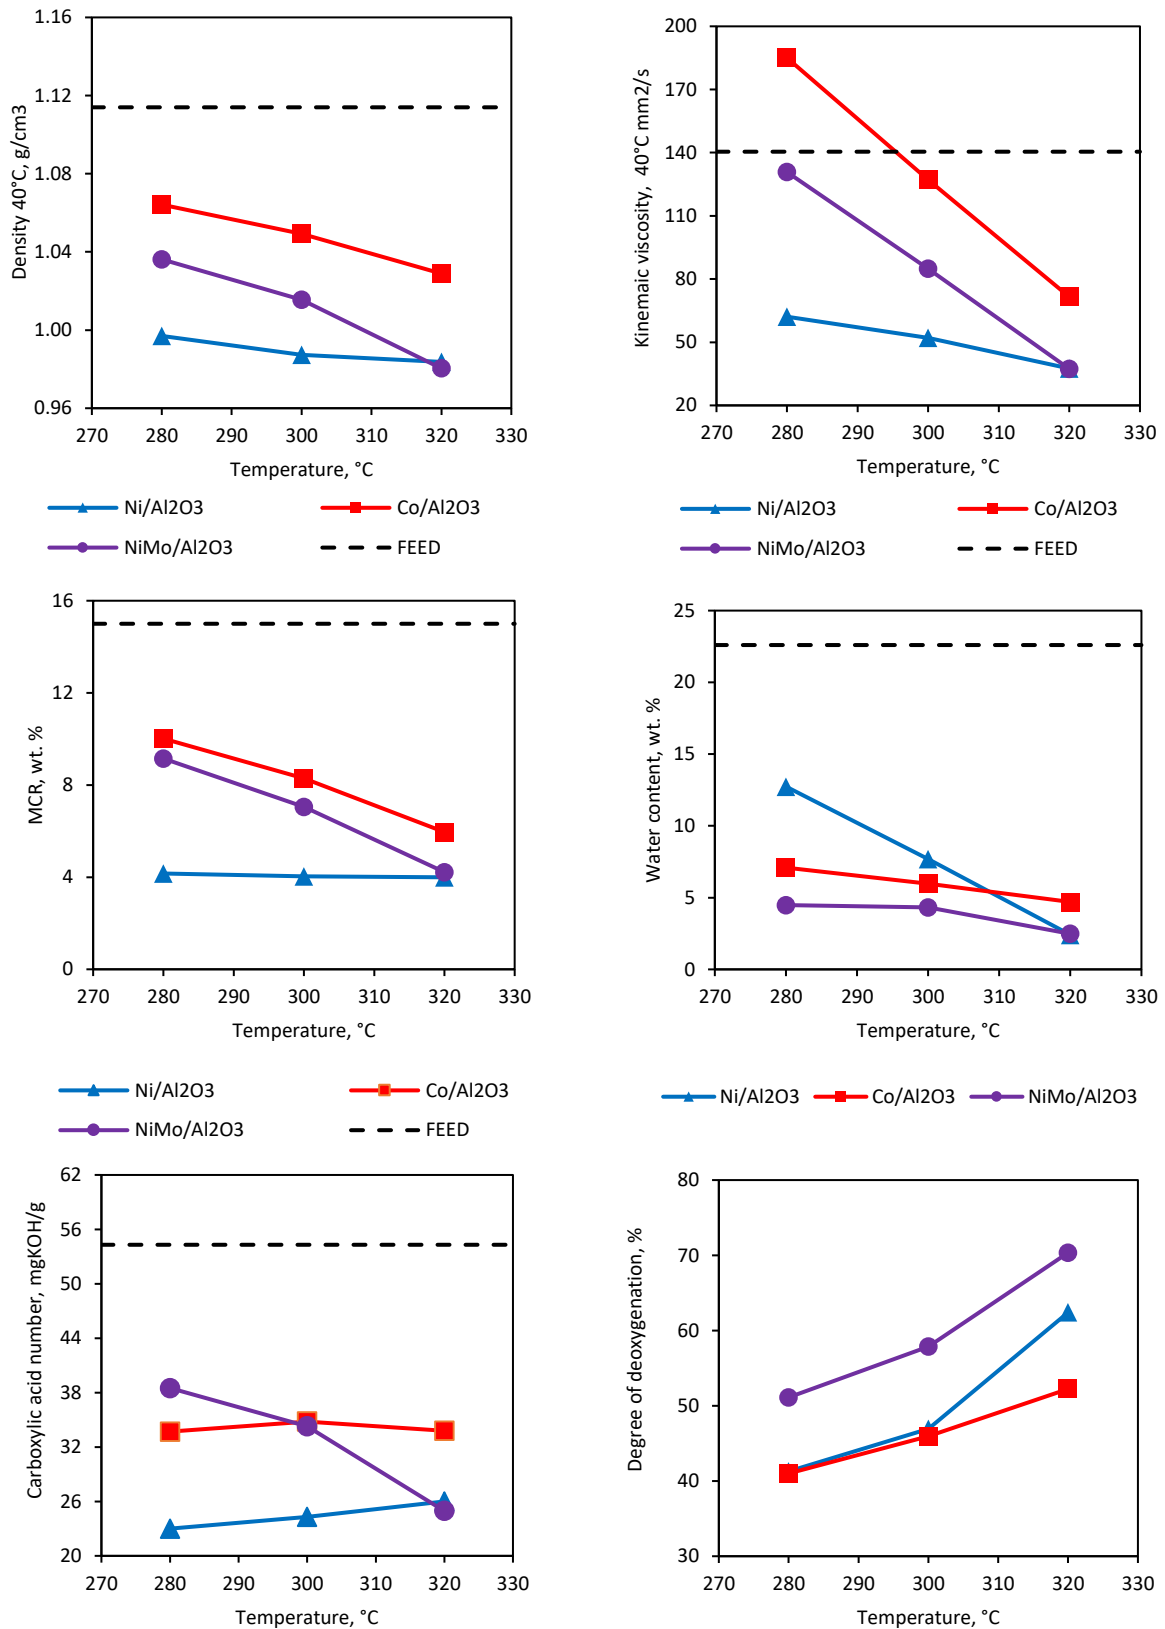 1.16
1.12
1.08
1.04
1.00
0.96
Density 40°C, g/cm3
270 280 290 300 310 320 330
Temperature, °C
Ni/Al2O3 Co/Al2O3
NiMo/Al2O3 FEED
200
170
140
110
80
50
20
Kinemaic viscosity, 40°C mm2/s
270 280 290 300 310 320 330
Temperature, °C
Ni/Al2O3 Co/Al2O3
NiMo/Al2O3 FEED
16
12
8
4
0
MCR, wt. %
270 280 290 300 310 320 330
Temperature, °C
25
20
15
10
5
0
Water content, wt. %
270 280 290 300 310 320 330
Temperature, °C
Ni/Al2O3 Co/Al2O3
NiMo/Al2O3 FEED
Ni/Al2O3 Co/Al2O3 NiMo/Al2O3
62
56
50
44
38
32
26
20
Carboxylic acid number, mgKOH/g
270 280 290 300 310 320 330
Temperature, °C
80
70
60
50
40
30
Degree of deoxygenation, %
270 280 290 300 310 320 330
Temperature, °C